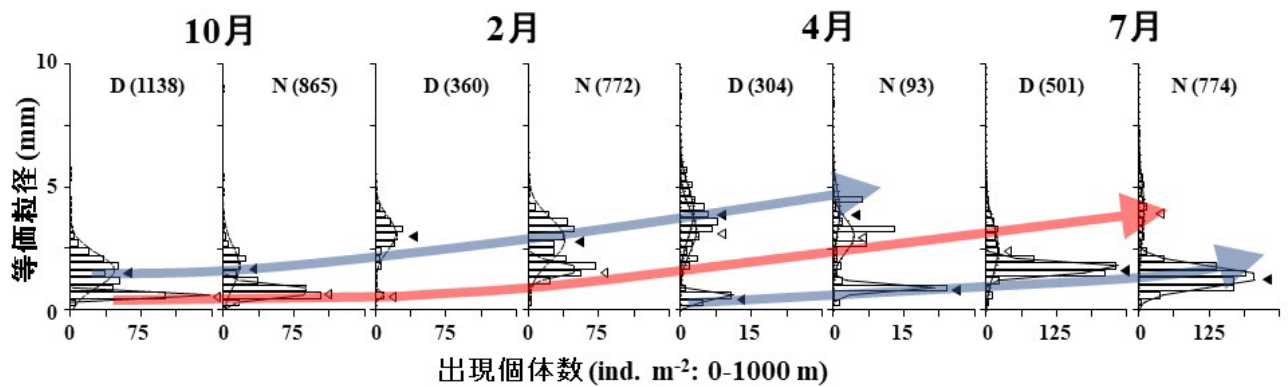 10月 2月 4月 7月
10
D (1138) N (865) D (360) N (772) D (304) N (93) D (501) N (774)
等価粒径 (mm)
5
0
0 75 0 75 0 75 0 75 0 15 0 15 0 125 0 125
出現個体数 (ind. m⁻²: 0-1000 m)